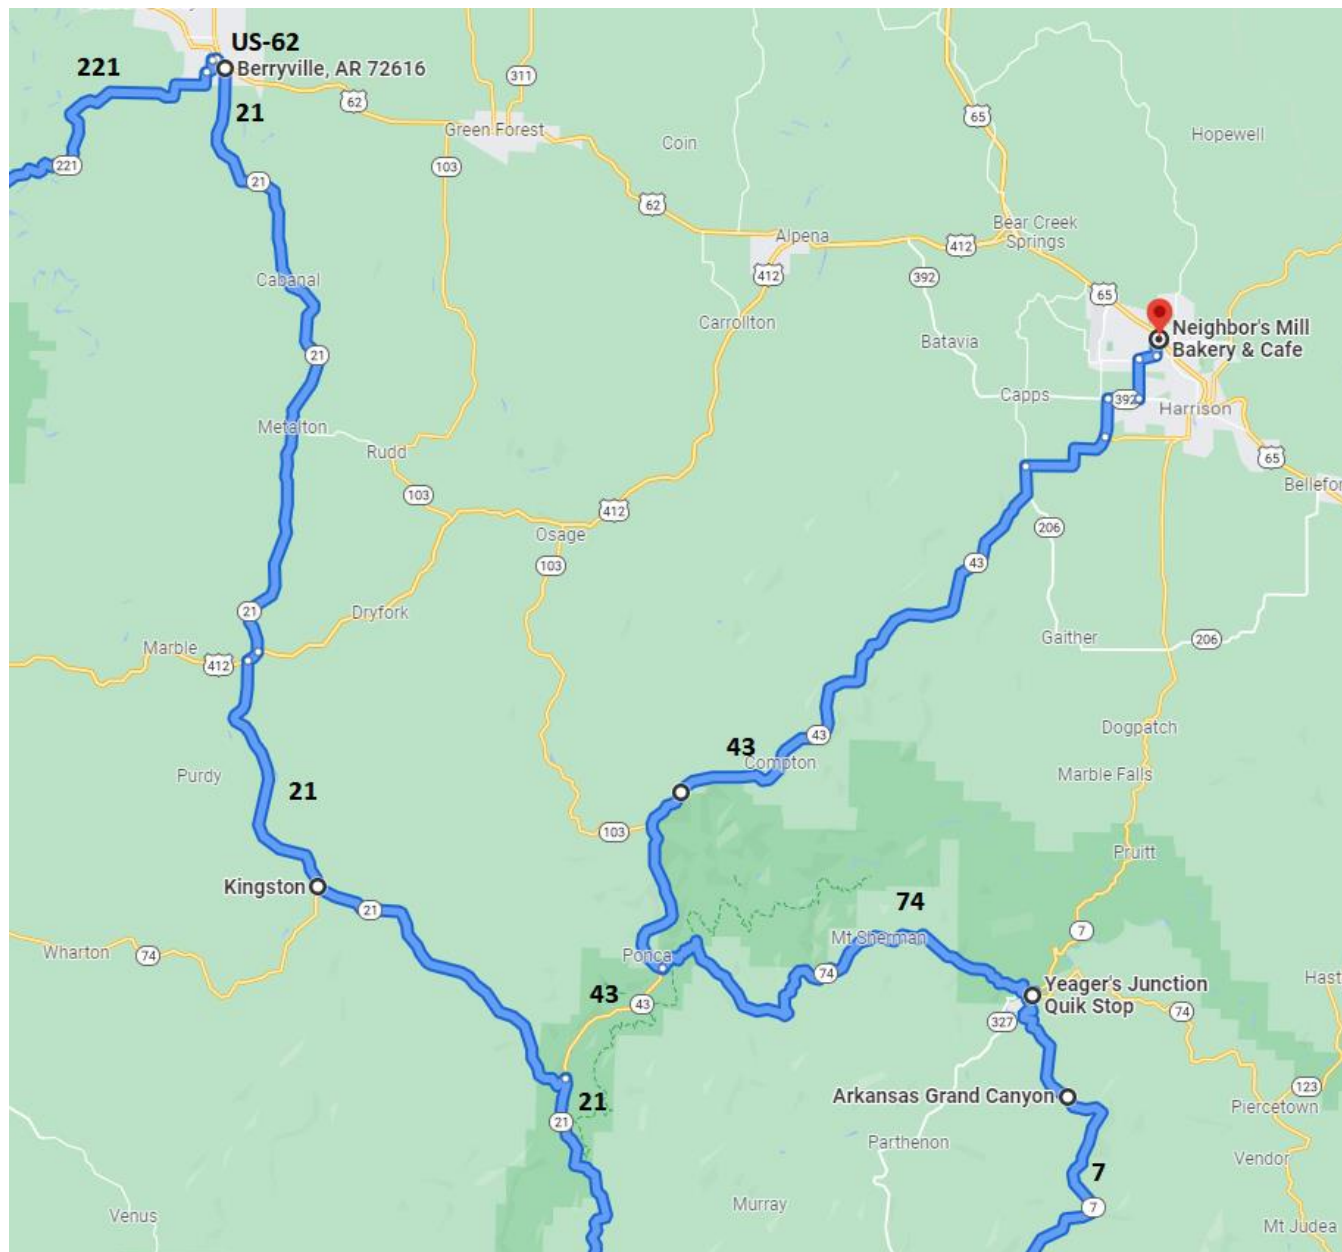 US-62
221
Berryville, AR 72616
311
21
62
65
Green Forest
Coin
Hopewell
221
103
21
62
Bear Creek
Springs
Alpena
412
412
392
Cabanal
65
Carrollton
Neighbor's Mill
Bakery & Cafe
Batavia
21
Capps
392
Harrison
Metalton
Rudd
65
Bellefor
103
412
Osage
206
103
43
21
Dryfork
Marble
412
Gaither
206
43
Dogpatch
43
Compton
Purdy
Marble Falls
21
103
Pruitt
Kingston
74
21
Mt Sherman
7
Wharton
74
Ponca
74
Hast
Yeager's Junction
Quik Stop
43
43
327
74
123
Arkansas Grand Canyon
21
21
Piercetown
Parthenon
Vendor
7
Murray
7
Venus
Mt Judea